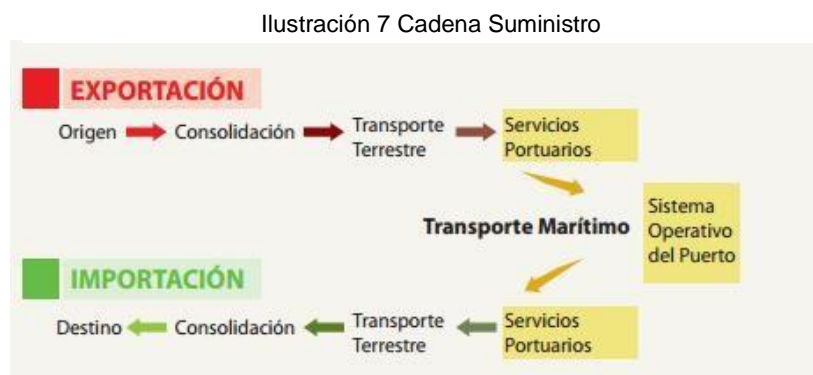 Ilustración 7 Cadena Suministro
EXPORTACIÓN
Origen Consolidación Transporte Servicios
Terrestre Portuarios
Transporte Marítimo
Sistema
Operativo
del Puerto
IMPORTACIÓN
Destino Consolidación Transporte Servicios
Terrestre Portuarios